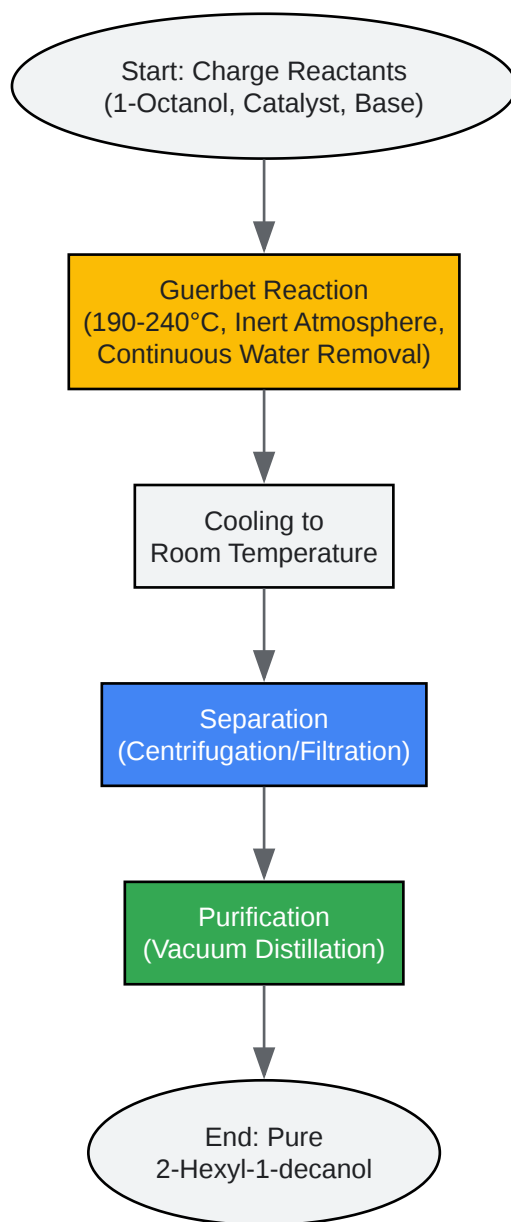 Start: Charge Reactants
(1-Octanol, Catalyst, Base)
Guerbet Reaction
(190-240°C, Inert Atmosphere,
Continuous Water Removal)
Cooling to
Room Temperature
Separation
(Centrifugation/Filtration)
Purification
(Vacuum Distillation)
End: Pure
2-Hexyl-1-decanol